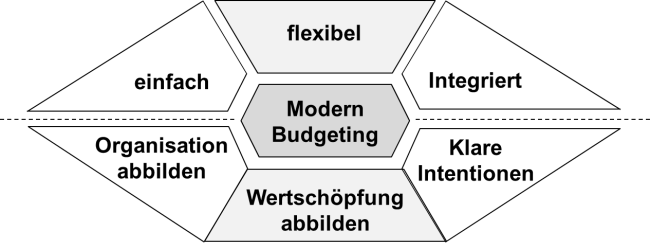 flexibel
einfach
Integriert
Modern
Budgeting
Organisation
abbilden
Klare
Intentionen
Wertschöpfung
abbilden